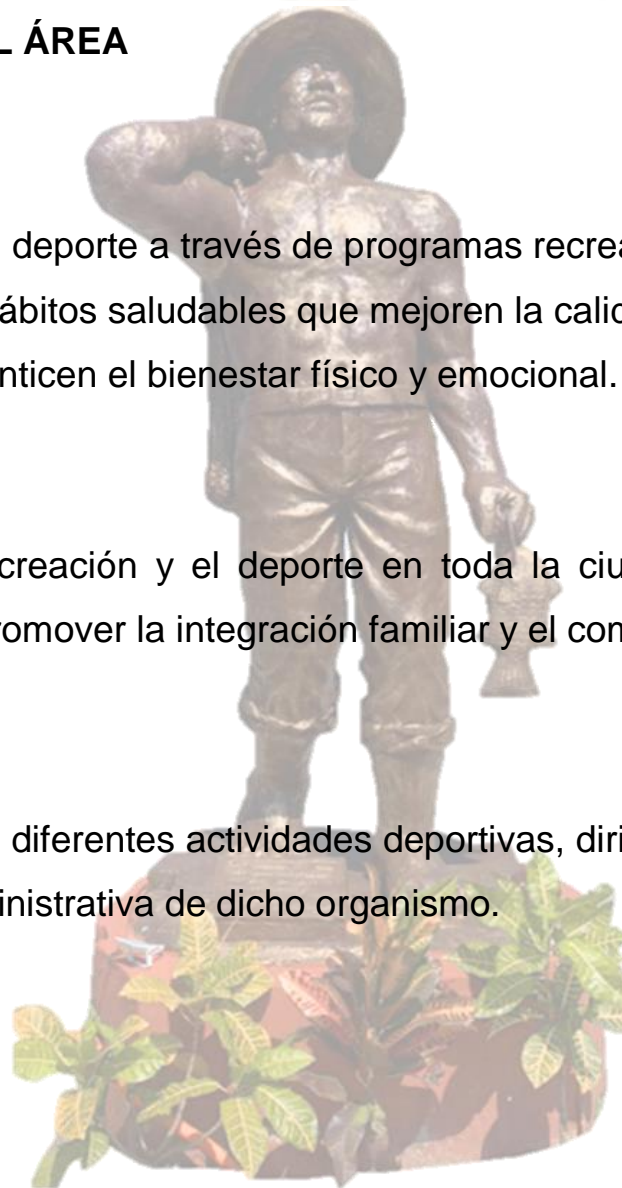 L ÁREA
deporte a través de programas recrea
ábitos saludables que mejoren la calid
nticen el bienestar físico y emocional.
creación y el deporte en toda la ciu
romover la integración familiar y el com
diferentes actividades deportivas, diri
inistrativa de dicho organismo.